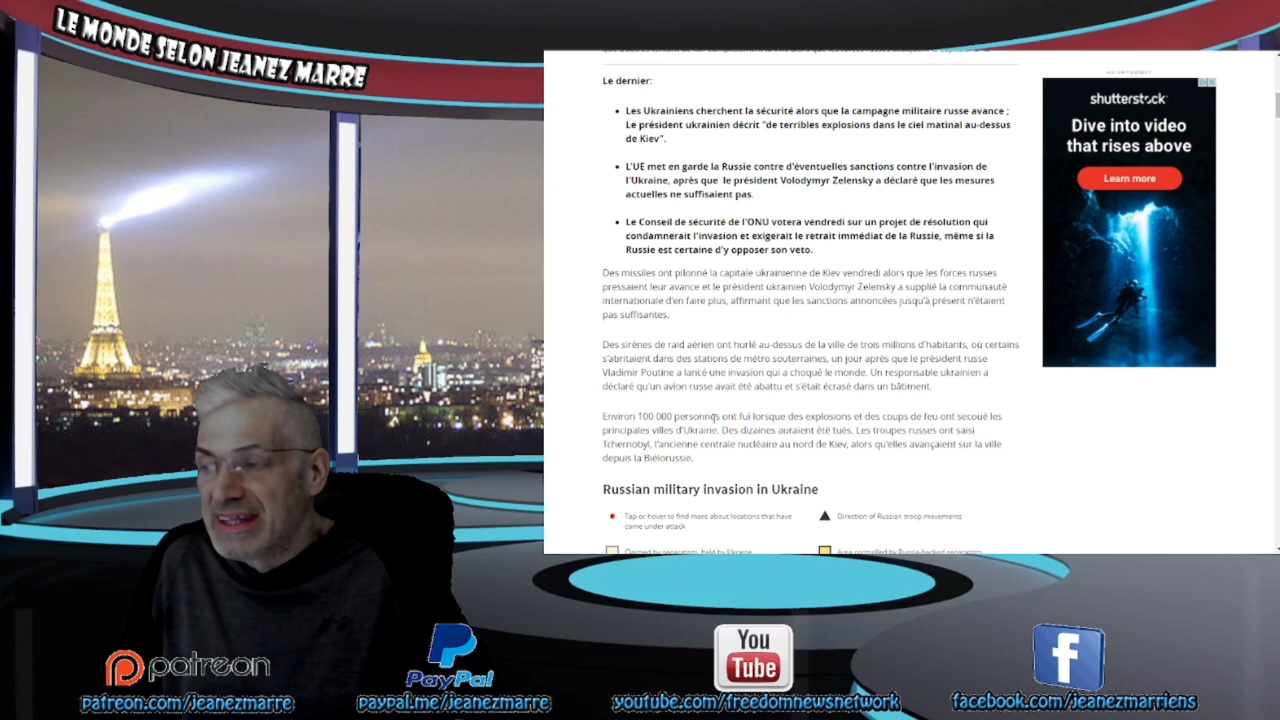 LE MONDE SELON JEANEZ MARRE
Le dernier:
• Les Ukrainiens cherchent la sécurité alors que la campagne militaire russe avance ;
Le président ukrainien décrit "de terribles explosions dans le ciel matinal au-dessus
de Kiev".
• L'UE met en garde la Russie contre d'éventuelles sanctions contre l'invasion de
l'Ukraine, après que le président Volodymyr Zelensky a déclaré que les mesures
actuelles ne suffisaient pas.
• Le Conseil de sécurité de l'ONU votera vendredi sur un projet de résolution qui
condamnerait l'invasion et exigerait le retrait immédiat de la Russie, même si la
Russie est certaine d'y opposer son veto.
Des missiles ont pilonné la capitale ukrainienne de Kiev vendredi alors que les forces russes
pressaient leur avance et le président ukrainien Volodymyr Zelensky a supplié la communauté
internationale d'en faire plus, affirmant que les sanctions annoncées jusqu'à présent n'étaient
pas suffisantes.
Des sirènes de raid aérien ont hurlé au-dessus de la ville de trois millions d'habitants, où certains
s'abritaient dans des stations de métro souterraines, un jour après que le président russe
Vladimir Poutine a lancé une invasion qui a choqué le monde. Un responsable ukrainien a
déclaré qu'un avion russe avait été abattu et s'était écrasé dans un bâtiment.
Environ 100 000 personnes ont fui lorsque des explosions et des coups de feu ont secoué les
principales villes d'Ukraine. Des dizaines auraient été tués. Les troupes russes ont saisi
Tchernobyl, l'ancienne centrale nucléaire au nord de Kiev, alors qu'elles avançaient sur la ville
depuis la Biélorussie.
Russian military invasion in Ukraine
Tap or hover to find more about locations that have
come under attack
Direction of Russian troop movements
Claimed by separatists, held by Ukraine
Area controlled by Russia-backed separatists
shutterstock
Dive into video
that rises above
Learn more
patreon
patreon.com/jeanezmarre
PayPal
paypal.me/jeanezmarre
You
Tube
youtube.com/freedomnewsnetwork
f
facebook.com/jeanezmarriens